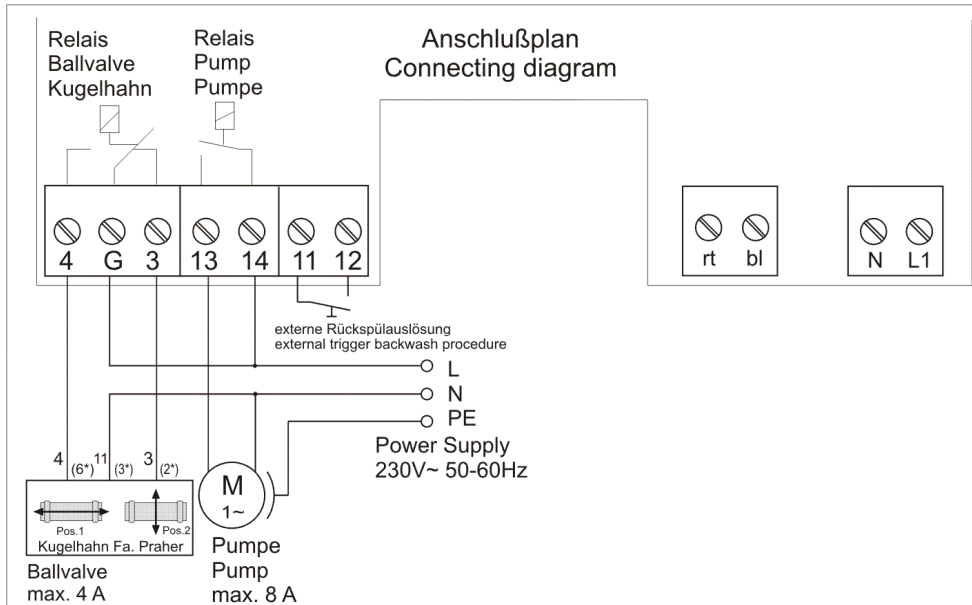 Relais
Ballvalve
Kugelhahn
Relais
Pump
Pumpe
Anschlußplan
Connecting diagram
4 G 3 13 14 11 12
rt bl
N L1
externe Rückspülauslösung
external trigger backwash procedure
L
N
PE
Power Supply
230V~ 50-60Hz
4 (6*) 11 (3*) 3 (2*)
Pos.1 Pos.2
Kugelhahn Fa. Praher
M
1~
Ballvalve
max. 4 A
Pumpe
Pump
max. 8 A